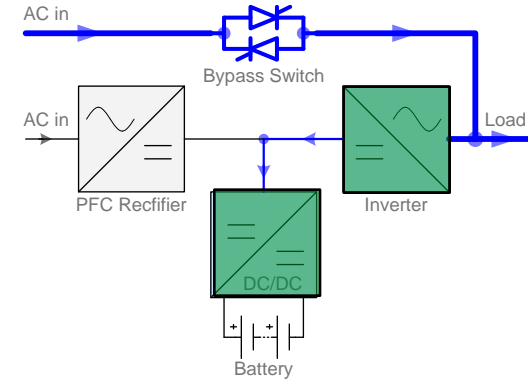 AC in
Bypass Switch
AC in
Load
PFC Recfifier
Inverter
DC/DC
+
+
Battery